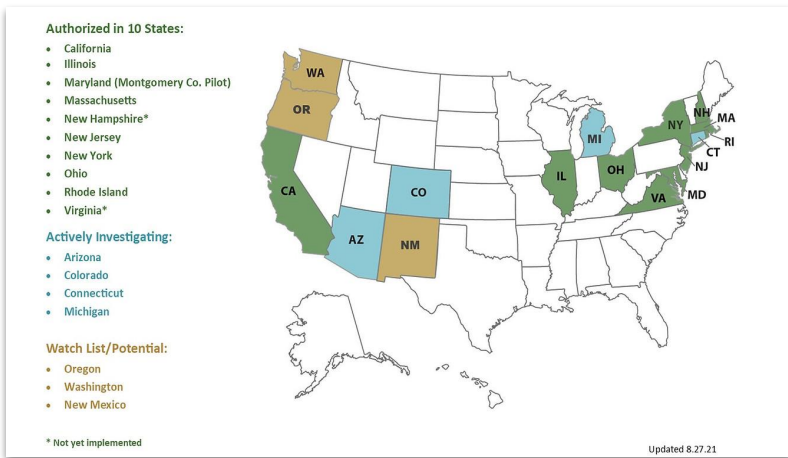 Authorized in 10 States:
• California
• Illinois
• Maryland (Montgomery Co. Pilot)
• Massachusetts
• New Hampshire*
• New Jersey
• New York
• Ohio
• Rhode Island
• Virginia*
Actively Investigating:
• Arizona
• Colorado
• Connecticut
• Michigan
Watch List/Potential:
• Oregon
• Washington
• New Mexico
* Not yet implemented
WA
OR
CA
AZ
CO
NM
IL
MI
OH
VA
NY
NH
MA
RI
CT
NJ
MD
Updated 8.27.21